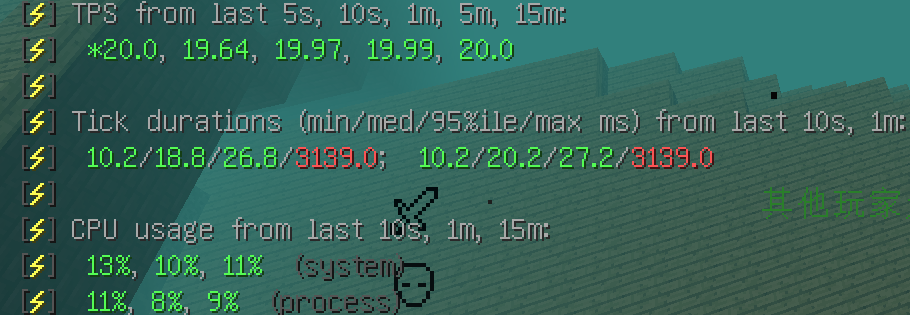 [⚡] TPS from last 5s, 10s, 1m, 5m, 15m:
[⚡] *20.0, 19.64, 19.97, 19.99, 20.0
[⚡]
[⚡] Tick durations (min/med/95%ile/max ms) from last 10s, 1m:
[⚡] 10.2/18.8/26.8/3139.0; 10.2/20.2/27.2/3139.0
[⚡]
其他玩家
[⚡] CPU usage from last 10s, 1m, 15m:
[⚡] 13%, 10%, 11% (system)
[⚡] 11%, 8%, 9% (process)